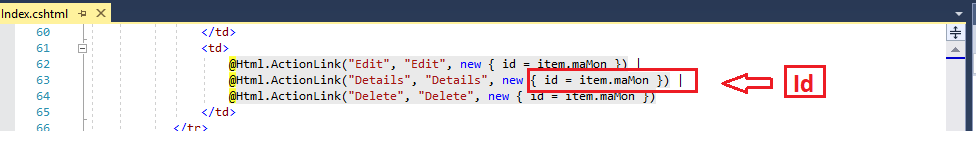 Index.cshtml
60 </td>
61 <td>
62 @Html.ActionLink("Edit", "Edit", new { id = item.maMon }) |
63 @Html.ActionLink("Details", "Details", new { id = item.maMon }) |
Id
64 @Html.ActionLink("Delete", "Delete", new { id = item.maMon })
65 </td>
66 </tr>